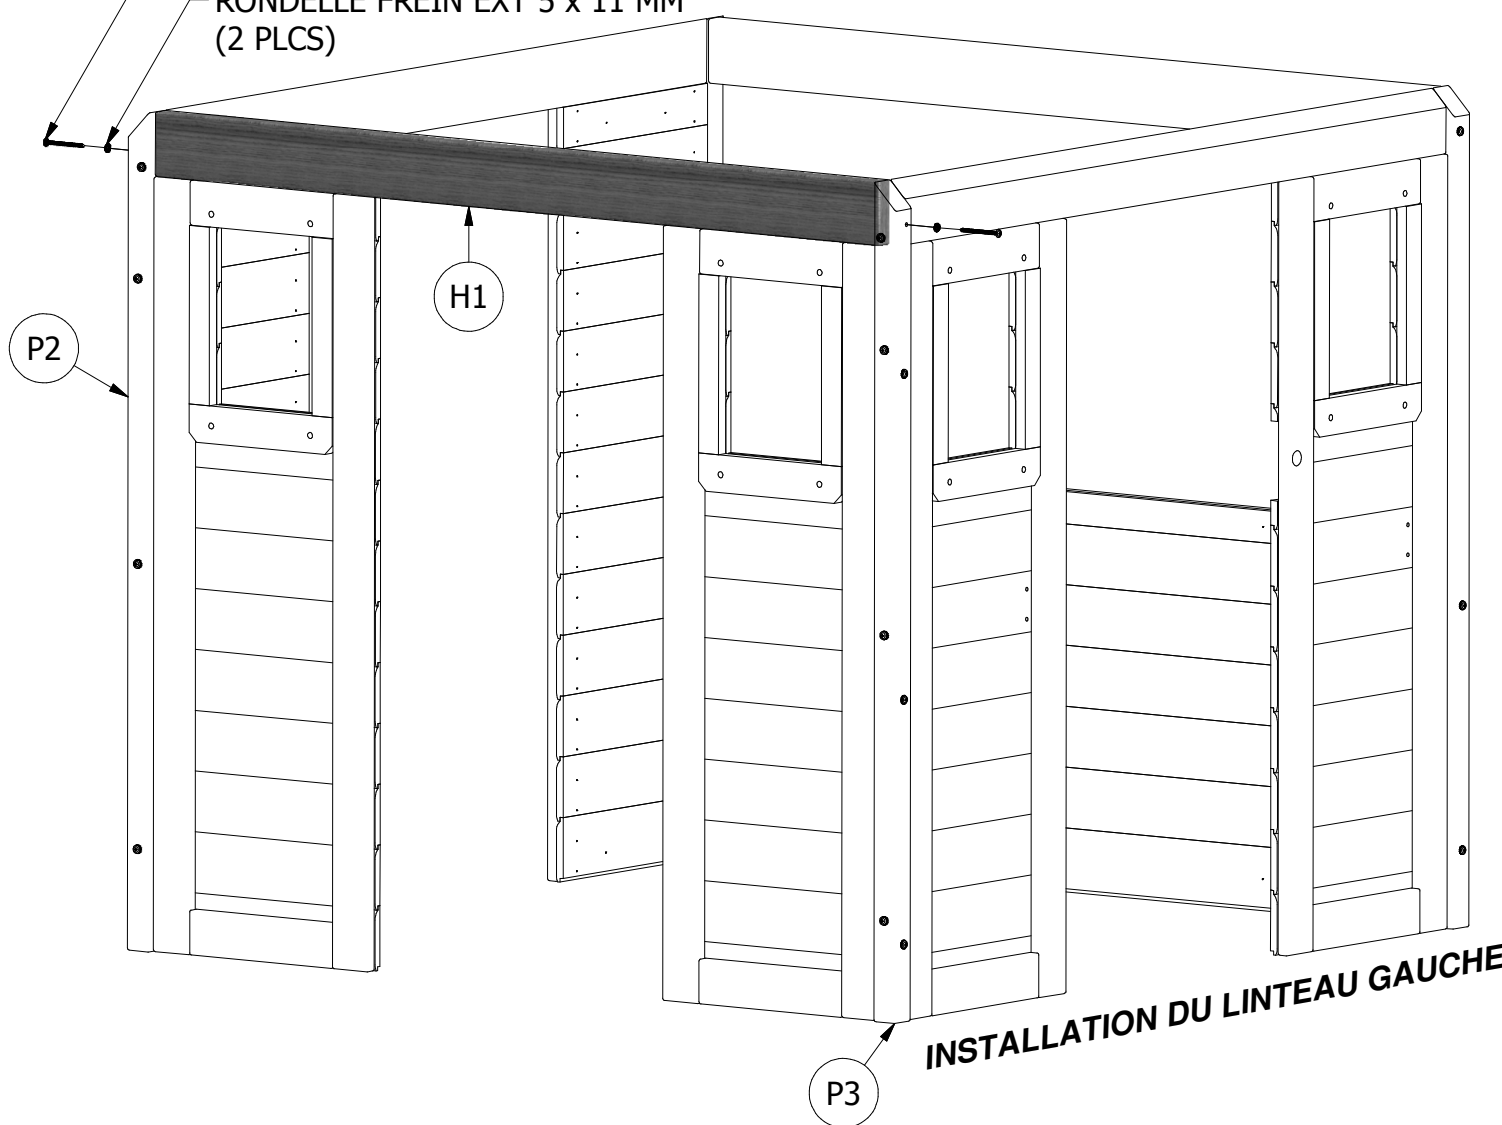 RONDELLE FREIN EXT 5 x 11 MM
(2 PLCS)
H1
P2
INSTALLATION DU LINTEAU GAUCHE
P3